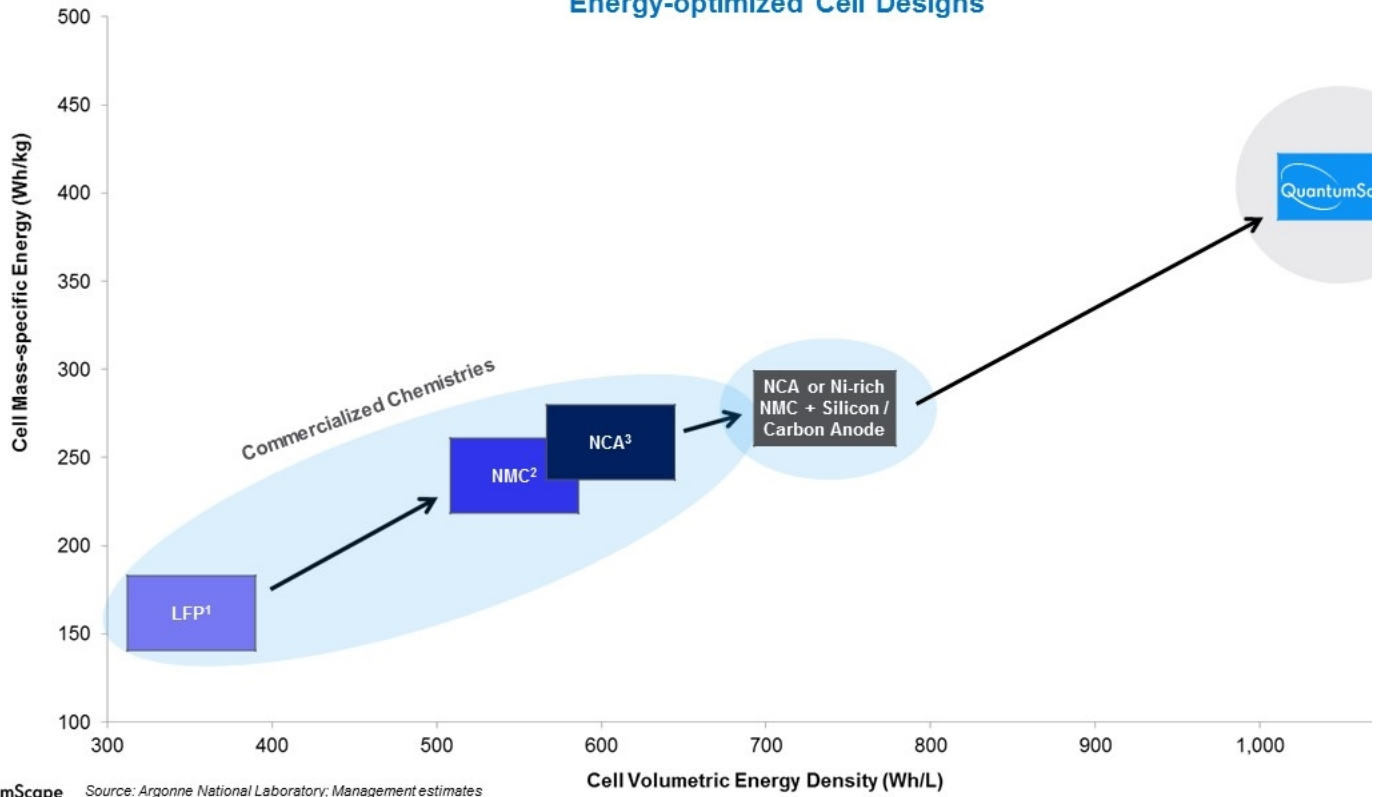 Energy-optimized Cell Designs
500
450
400
350
300
250
200
150
100
Cell Mass-specific Energy (Wh/kg)
Commercialized Chemistries
LFP¹
NMC²
NCA³
NCA or Ni-rich
NMC + Silicon /
Carbon Anode
QuantumSc
300
400
500
600
700
800
900
1,000
Cell Volumetric Energy Density (Wh/L)
mScape
Source: Argonne National Laboratory; Management estimates